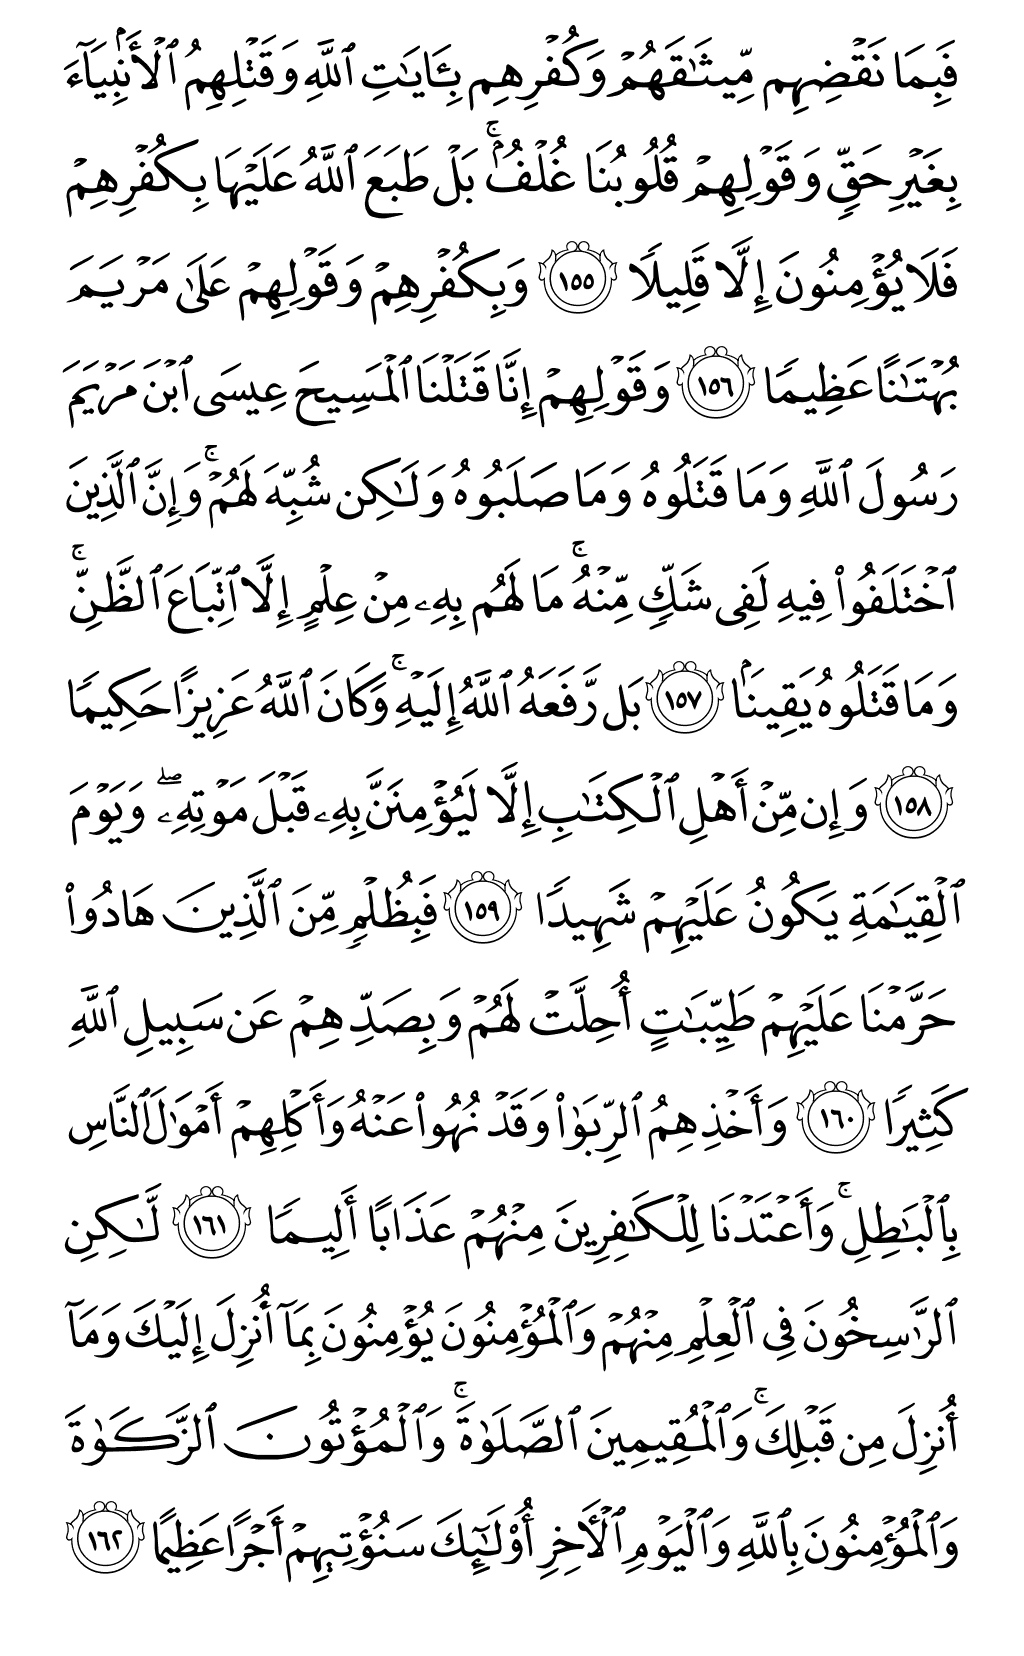 فَبِمَا نَقْضِهِم مِّيثَٰقَهُمْ وَكُفْرِهِم بِـَٔايَٰتِ ٱللَّهِ وَقَتْلِهِمُ ٱلْأَنۢبِيَآءَ
بِغَيْرِ حَقٍّ وَقَوْلِهِمْ قُلُوبُنَا غُلْفٌۢ ۚ بَلْ طَبَعَ ٱللَّهُ عَلَيْهَا بِكُفْرِهِمْ
فَلَا يُؤْمِنُونَ إِلَّا قَلِيلًا ١٥٥ وَبِكُفْرِهِمْ وَقَوْلِهِمْ عَلَىٰ مَرْيَمَ
بُهْتَٰنًا عَظِيمًا ١٥٦ وَقَوْلِهِمْ إِنَّا قَتَلْنَا ٱلْمَسِيحَ عِيسَى ٱبْنَ مَرْيَمَ
رَسُولَ ٱللَّهِ وَمَا قَتَلُوهُ وَمَا صَلَبُوهُ وَلَٰكِن شُبِّهَ لَهُمْ ۚ وَإِنَّ ٱلَّذِينَ
ٱخْتَلَفُوا۟ فِيهِ لَفِى شَكٍّ مِّنْهُ ۚ مَا لَهُم بِهِۦ مِنْ عِلْمٍ إِلَّا ٱتِّبَاعَ ٱلظَّنِّ ۚ
وَمَا قَتَلُوهُ يَقِينًۢا ١٥٧ بَل رَّفَعَهُ ٱللَّهُ إِلَيْهِ ۚ وَكَانَ ٱللَّهُ عَزِيزًا حَكِيمًا
١٥٨ وَإِن مِّنْ أَهْلِ ٱلْكِتَٰبِ إِلَّا لَيُؤْمِنَنَّ بِهِۦ قَبْلَ مَوْتِهِۦ ۖ وَيَوْمَ
ٱلْقِيَٰمَةِ يَكُونُ عَلَيْهِمْ شَهِيدًا ١٥٩ فَبِظُلْمٍ مِّنَ ٱلَّذِينَ هَادُوا۟
حَرَّمْنَا عَلَيْهِمْ طَيِّبَٰتٍ أُحِلَّتْ لَهُمْ وَبِصَدِّهِمْ عَن سَبِيلِ ٱللَّهِ
كَثِيرًا ١٦٠ وَأَخْذِهِمُ ٱلرِّبَوٰا۟ وَقَدْ نُهُوا۟ عَنْهُ وَأَكْلِهِمْ أَمْوَٰلَ ٱلنَّاسِ
بِٱلْبَٰطِلِ ۚ وَأَعْتَدْنَا لِلْكَٰفِرِينَ مِنْهُمْ عَذَابًا أَلِيمًا ١٦١ لَّٰكِنِ
ٱلرَّٰسِخُونَ فِى ٱلْعِلْمِ مِنْهُمْ وَٱلْمُؤْمِنُونَ يُؤْمِنُونَ بِمَآ أُنزِلَ إِلَيْكَ وَمَآ
أُنزِلَ مِن قَبْلِكَ ۚ وَٱلْمُقِيمِينَ ٱلصَّلَوٰةَ ۚ وَٱلْمُؤْتُونَ ٱلزَّكَوٰةَ
وَٱلْمُؤْمِنُونَ بِٱللَّهِ وَٱلْيَوْمِ ٱلْـَٔاخِرِ أُو۟لَٰٓئِكَ سَنُؤْتِيهِمْ أَجْرًا عَظِيمًا ١٦٢